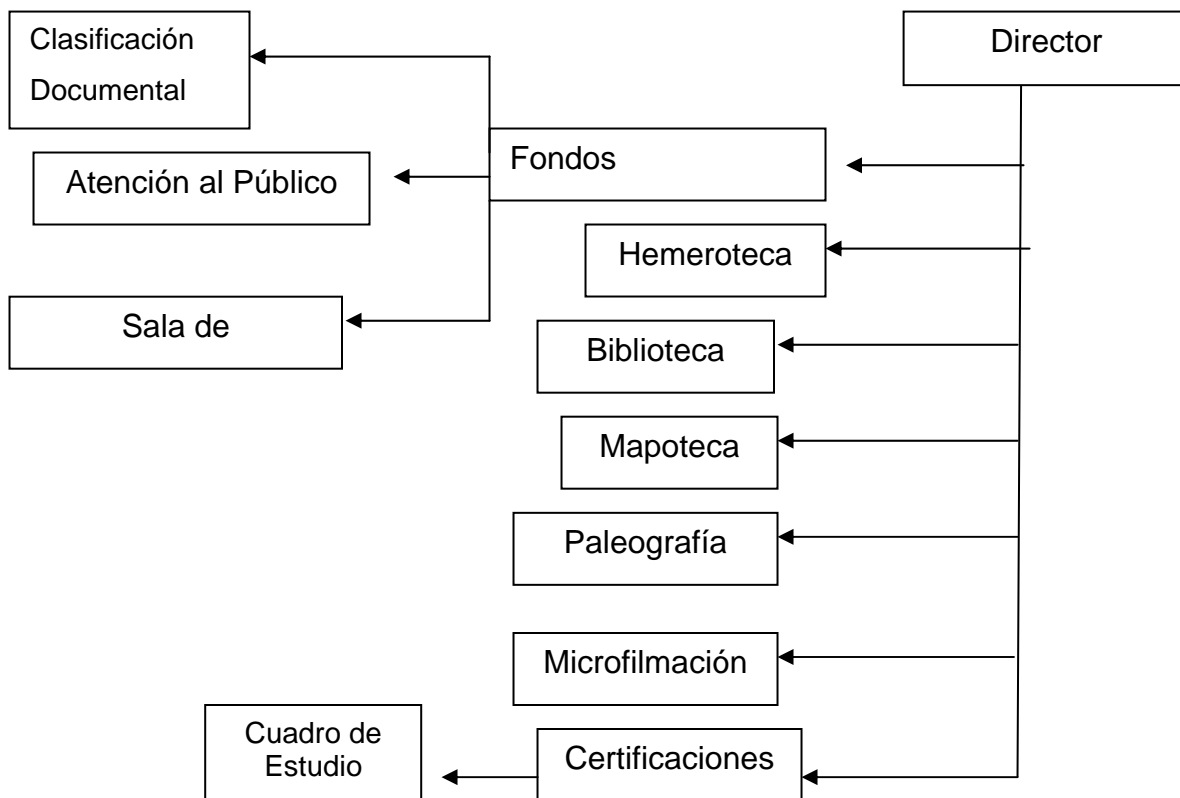 Clasificación
Documental
Director
Fondos
Atención al Público
Hemeroteca
Sala de
Biblioteca
Mapoteca
Paleografía
Microfilmación
Cuadro de
Estudio
Certificaciones